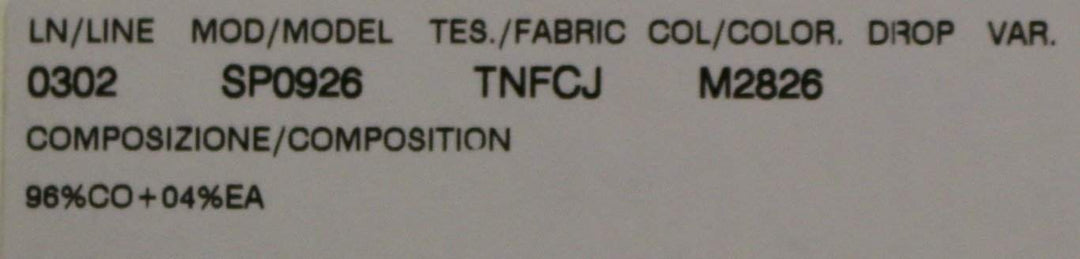 LN/LINE MOD/MODEL TES./FABRIC COL/COLOR. DROP VAR.
0302 SP0926 TNFCJ M2826
COMPOSIZIONE/COMPOSITION
96%CO+04%EA